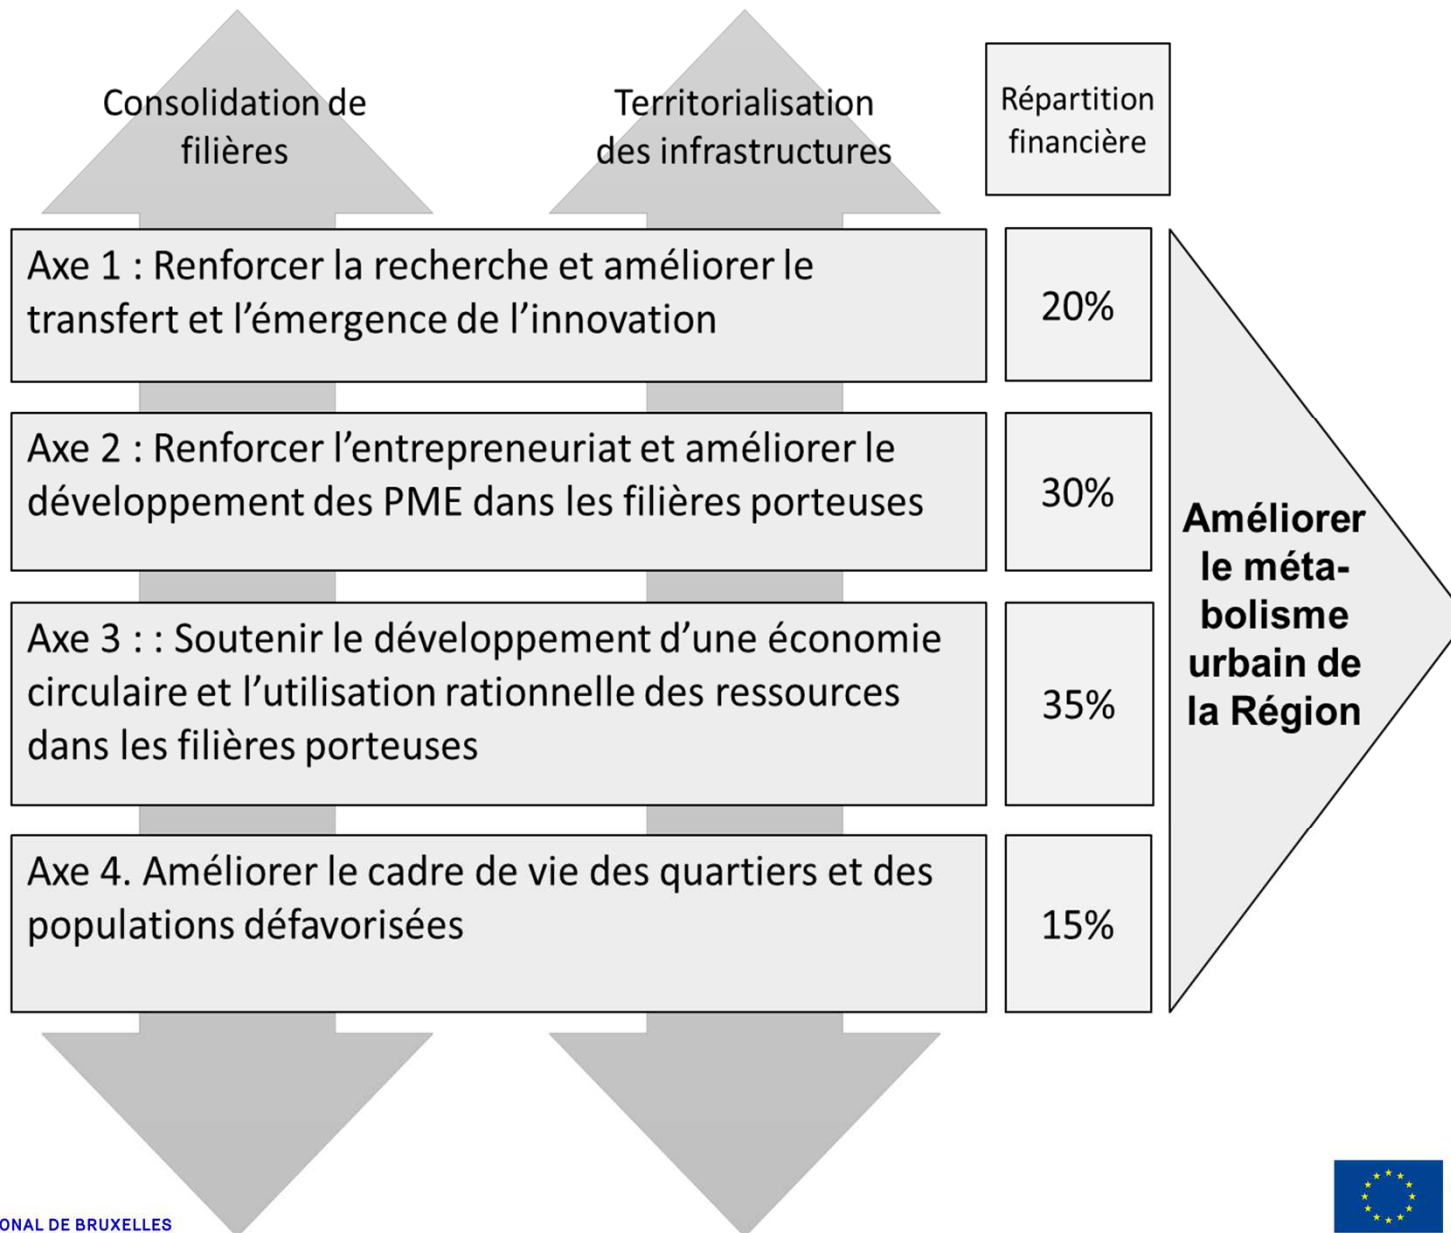 Consolidation de
filières
Territorialisation
des infrastructures
Répartition
financière
Axe 1 : Renforcer la recherche et améliorer le
transfert et l’émergence de l’innovation
20%
Axe 2 : Renforcer l’entrepreneuriat et améliorer le
développement des PME dans les filières porteuses
30%
Axe 3 : : Soutenir le développement d’une économie
circulaire et l’utilisation rationnelle des ressources
dans les filières porteuses
35%
Axe 4. Améliorer le cadre de vie des quartiers et des
populations défavorisées
15%
Améliorer
le méta-
bolisme
urbain de
la Région
ONAL DE BRUXELLES